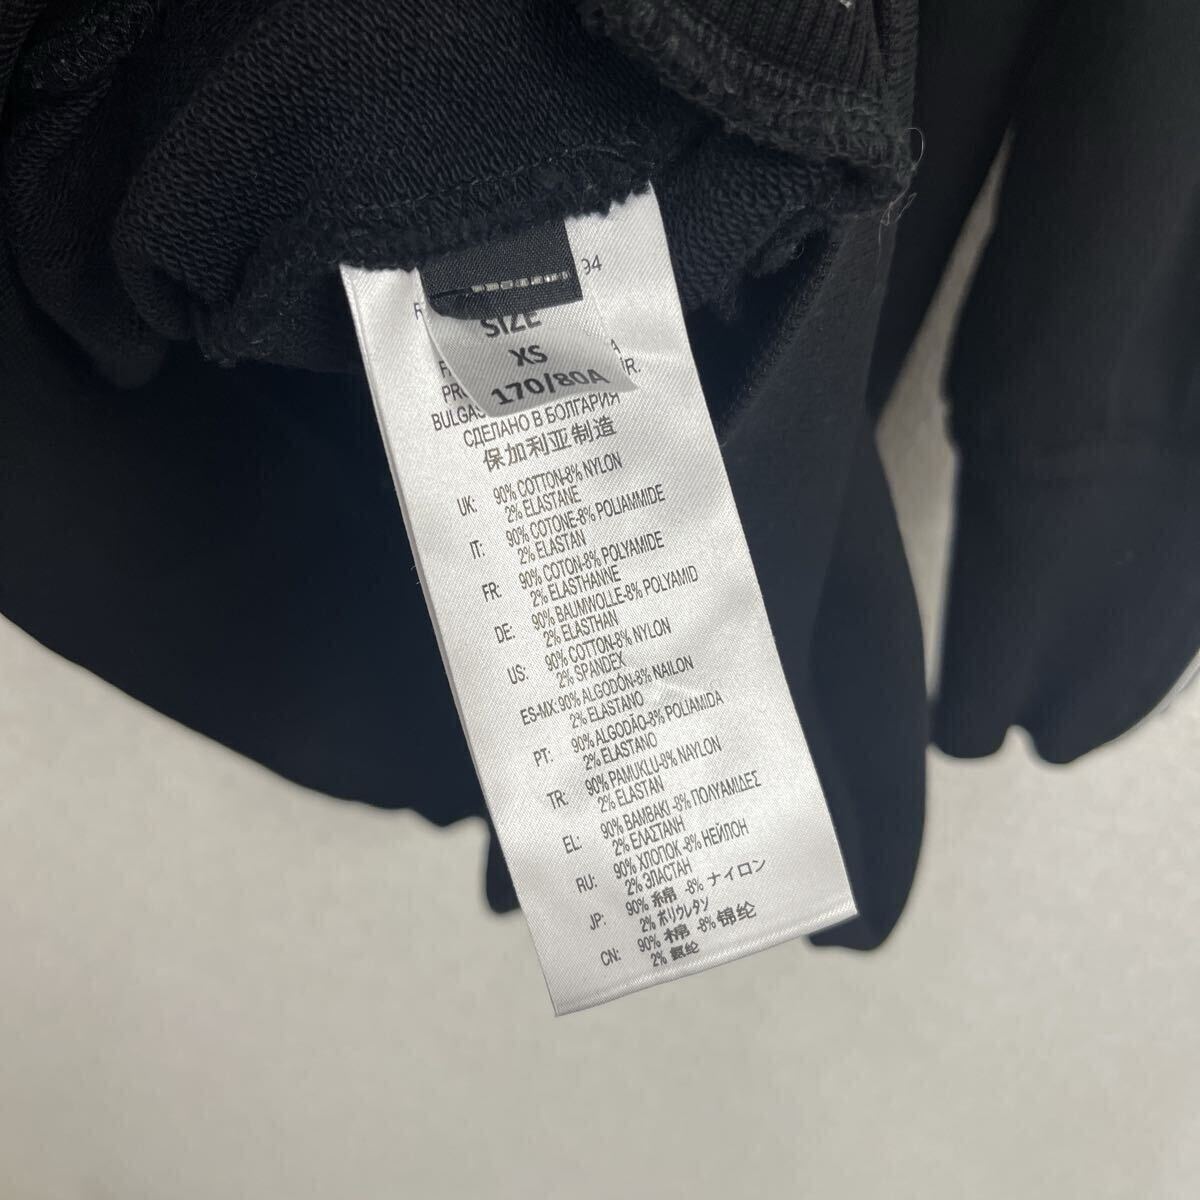 94
SIZE
XS
170/80A
BULGAS
СДЕЛАНО В БОЛГАРИЯ
保加利亚制造
UK: 90% COTTON-8% NYLON
2% ELASTANE
IT: 90% COTONE-8% POLIAMMIDE
2% ELASTAN
FR: 90% COTON-8% POLYAMIDE
2% ELASTHANNE
DE: 90% BAUMWOLLE-8% POLYAMID
2% ELASTHAN
US: 90% COTTON-8% NYLON
2% SPANDEX
ES-MX: 90% ALGODÓN-8% NAILON
2% ELASTANO
PT: 90% ALGODÃO-8% POLIAMIDA
2% ELASTANO
TR: 90% PAMUKLU-8% NAYLON
2% ELASTAN
EL: 90% ΒΑΜΒΑΚΙ-8% ΠΟΛΥΑΜΙΔΕΣ
2% ΕΛΑΣΤΑΝΗ
RU: 90% ХЛОПОК-8% НЕЙЛОН
2% ЭЛАСТАН
JP: 90% 綿 -8% ナイロン
2% ポリウレタン
CN: 90% 棉 -8% 锦纶
2% 氨纶